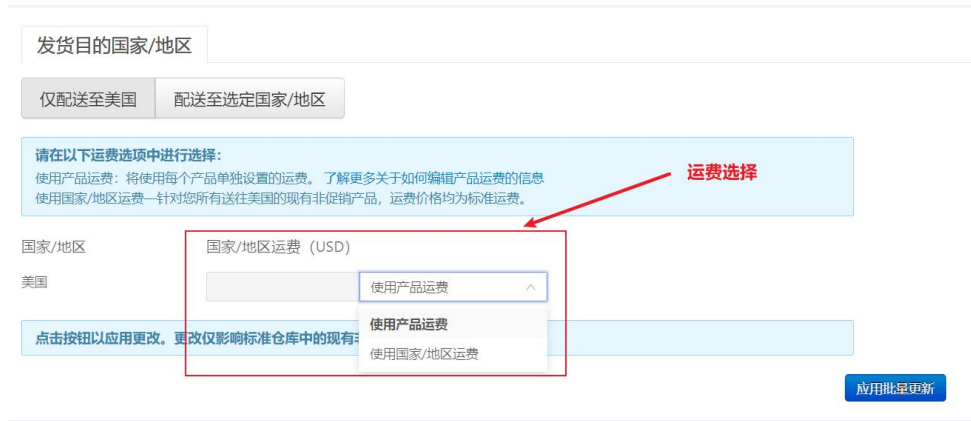 发货目的国家/地区
仅配送至美国 配送至选定国家/地区
请在以下运费选项中进行选择：
使用产品运费：将使用每个产品单独设置的运费。 了解更多关于如何编辑产品运费的信息
使用国家/地区运费—针对您所有送往美国的现有非促销产品，运费价格均为标准运费。
运费选择
国家/地区 国家/地区运费（USD）
美国 使用产品运费
使用产品运费
点击按钮以应用更改。更改仅影响标准仓库中的现有
使用国家/地区运费
应用批量更新